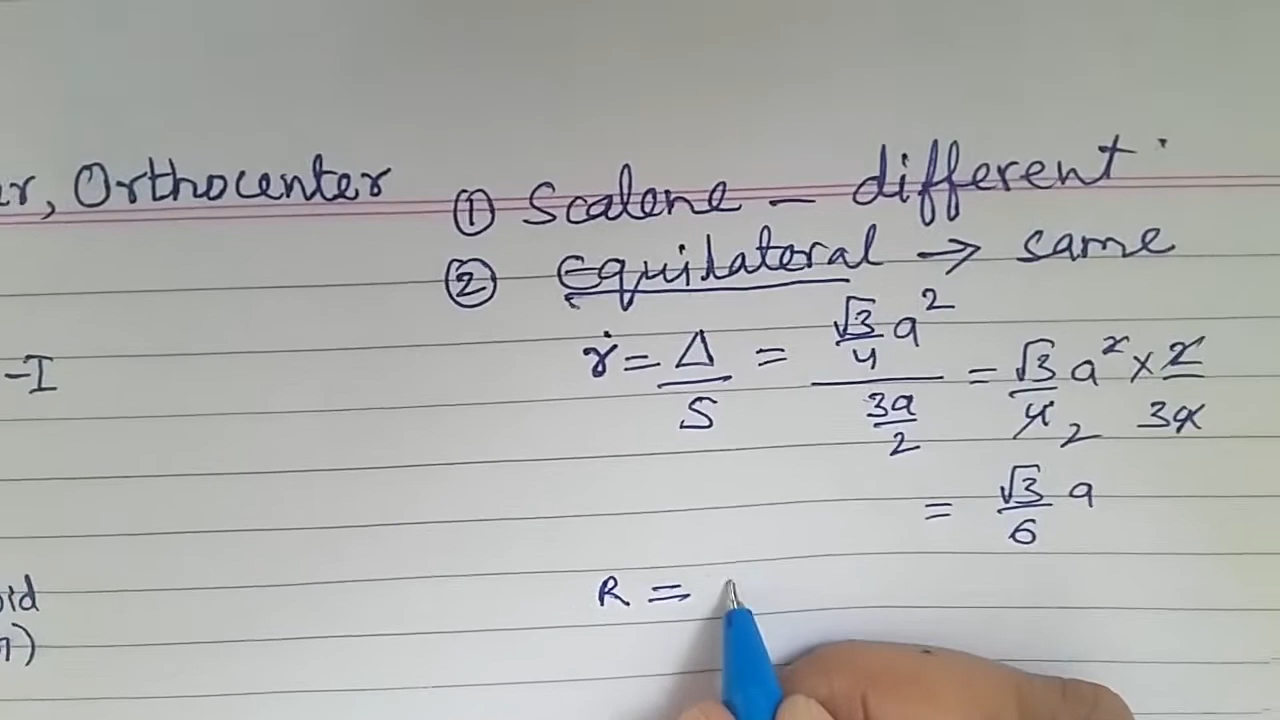 r, Orthocenter
① Scalene - different
② Equilateral → same
r = Δ/S = (√3/4 a²)/(3a/2) = √3/4 a² × 2/3a
2
= √3/6 a
-I
R =
id
n)